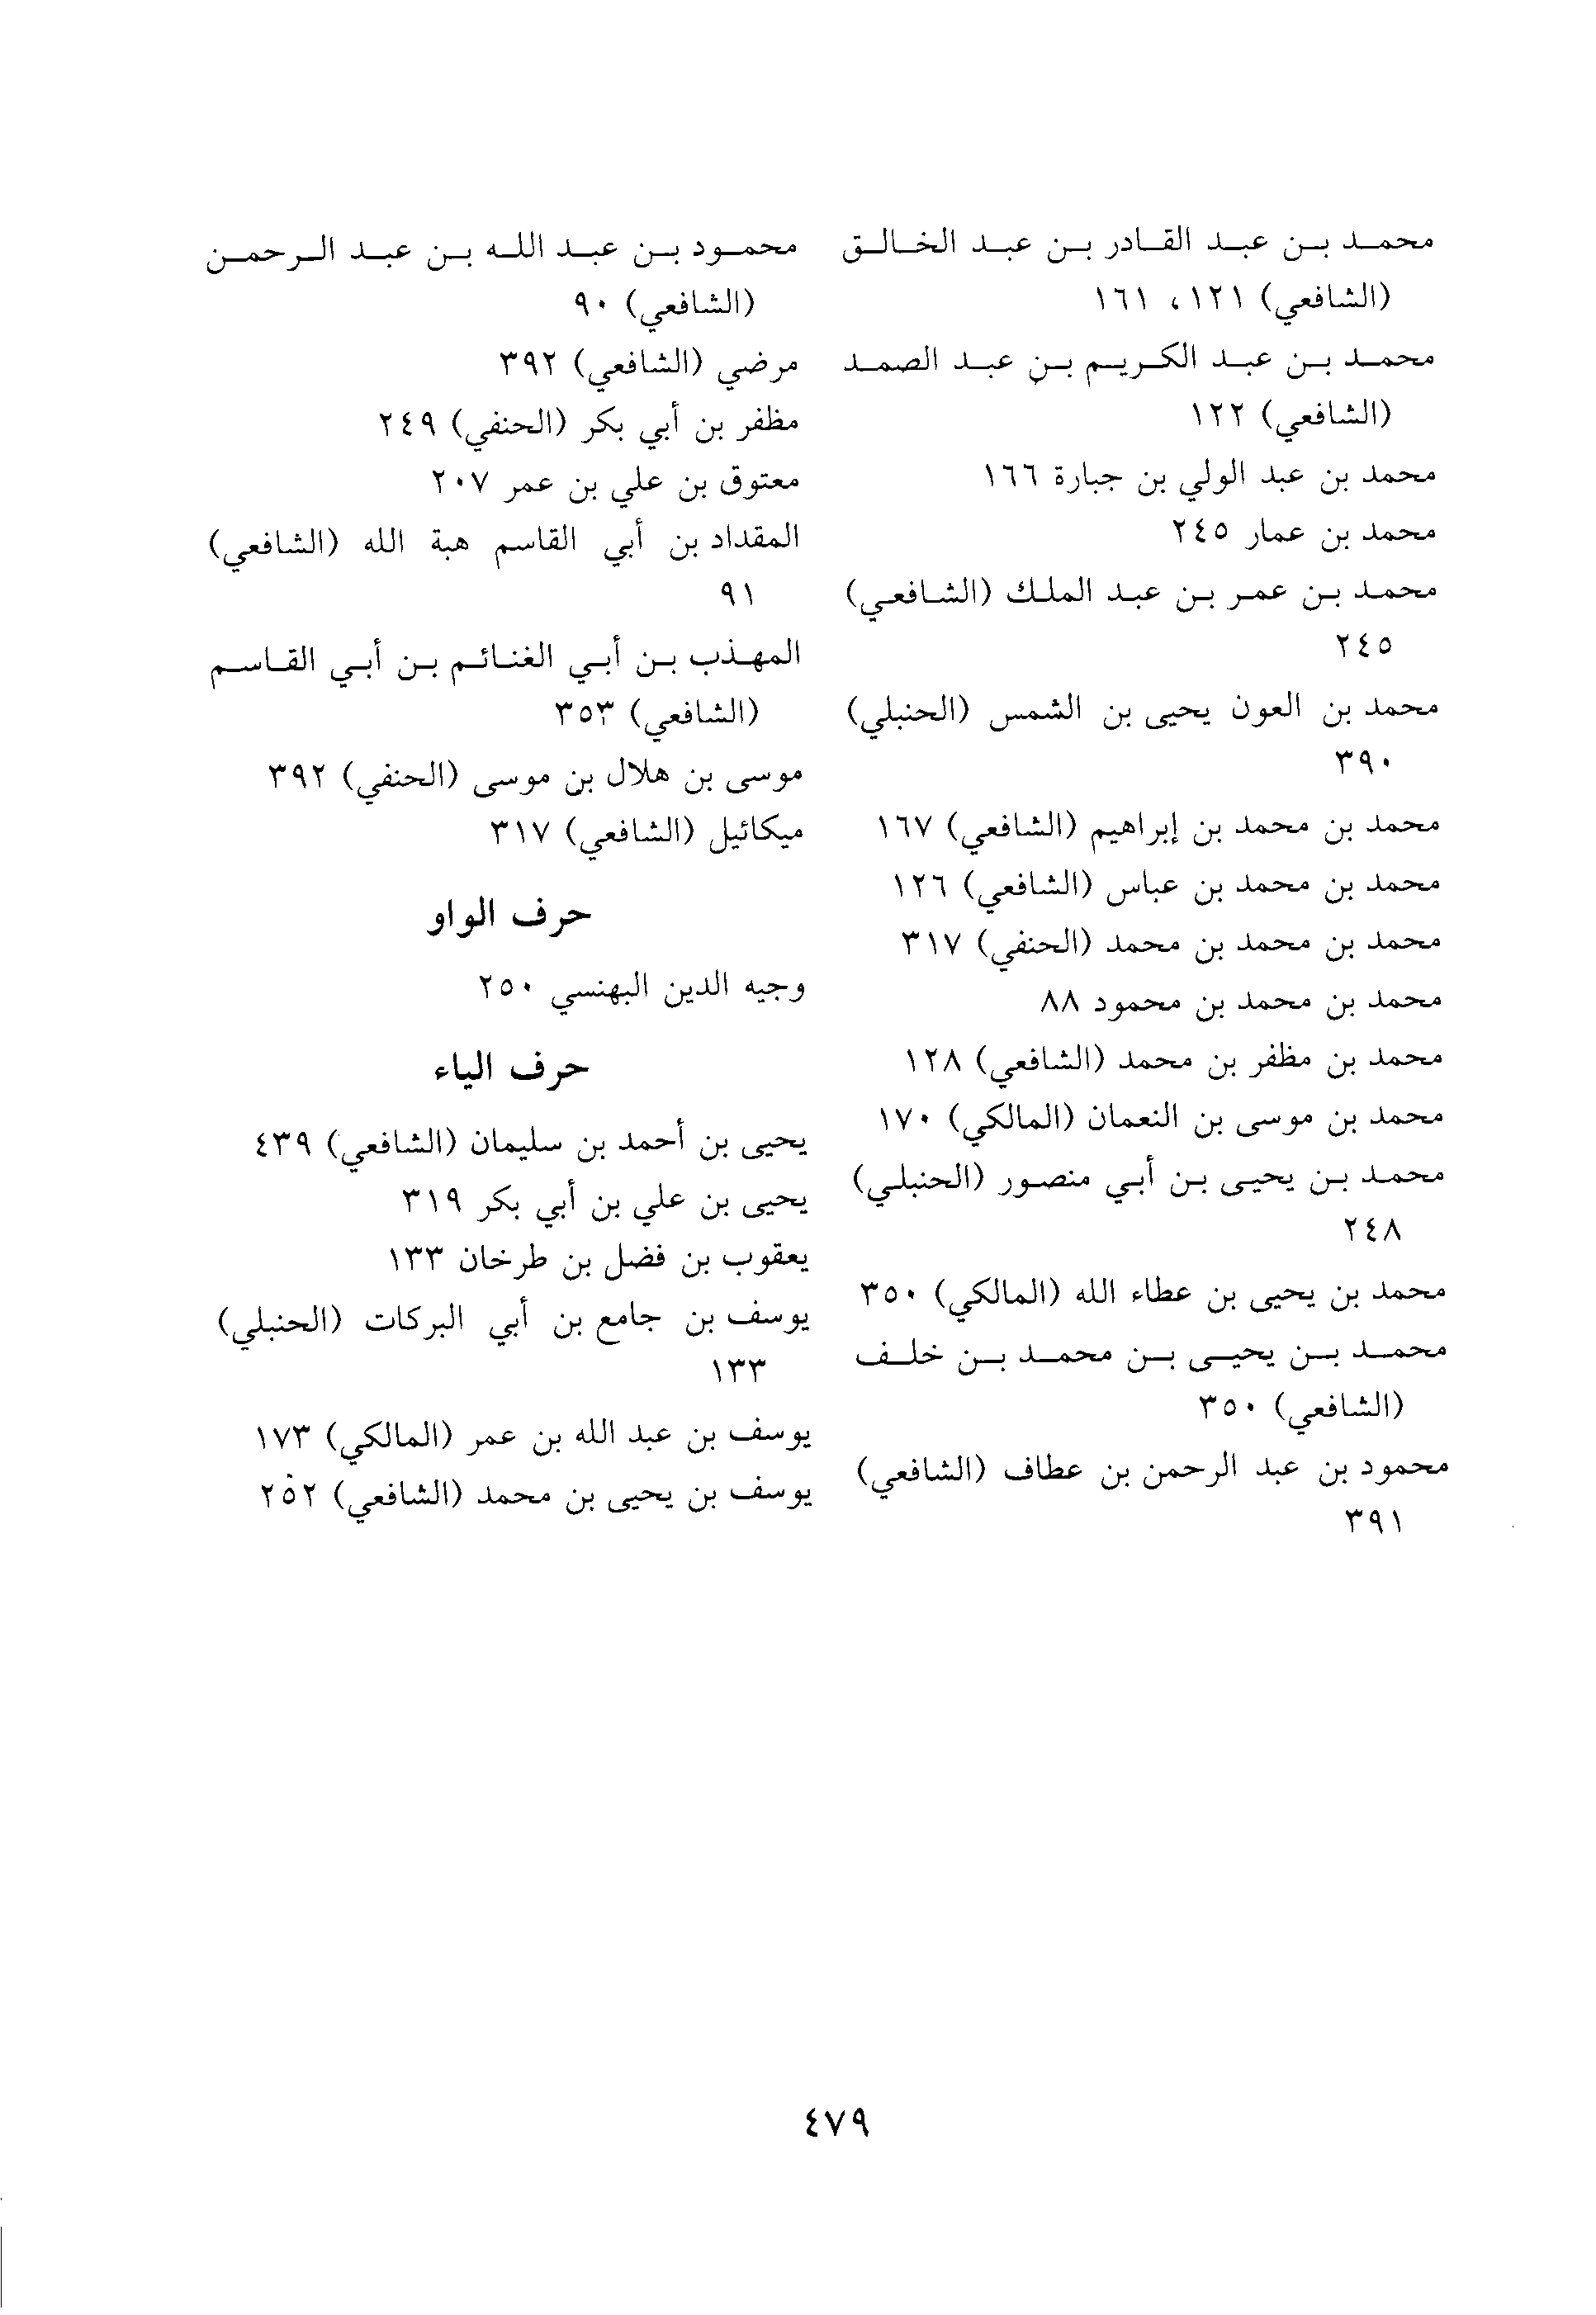 محمد بن عبد القادر بن عبد الخالق
(الشافعي) ١٢١، ١٦١
محمد بن عبد الكريم بن عبد الصمد
(الشافعي) ١٢٢
محمد بن عبد الولي بن جبارة ١٦٦
محمد بن عمار ٢٤٥
محمد بن عمر بن عبد الملك (الشافعي)
٢٤٥
محمد بن العون يحيى بن الشمس (الحنبلي)
٣٩٠
محمد بن محمد بن إبراهيم (الشافعي) ١٦٧
محمد بن محمد بن عباس (الشافعي) ١٢٦
محمد بن محمد بن محمد (الحنفي) ٣١٧
محمد بن محمد بن محمود ٨٨
محمد بن مظفر بن محمد (الشافعي) ١٢٨
محمد بن موسى بن النعمان (المالكي) ١٧٠
محمد بن يحيى بن أبي منصور (الحنبلي)
٢٤٨
محمد بن يحيى بن عطاء الله (المالكي) ٣٥٠
محمد بن يحيى بن محمد بن خلف
(الشافعي) ٣٥٠
محمود بن عبد الرحمن بن عطاف (الشافعي)
٣٩١
محمود بن عبد الله بن عبد الرحمن
(الشافعي) ٩٠
مرضي (الشافعي) ٣٩٢
مظفر بن أبي بكر (الحنفي) ٢٤٩
معتوق بن علي بن عمر ٢٠٧
المقداد بن أبي القاسم هبة الله (الشافعي)
٩١
المهذب بن أبي الغنائم بن أبي القاسم
(الشافعي) ٣٥٣
موسى بن هلال بن موسى (الحنفي) ٣٩٢
ميكائيل (الشافعي) ٣١٧
حرف الواو
وجيه الدين البهنسي ٢٥٠
حرف الياء
يحيى بن أحمد بن سليمان (الشافعي) ٤٣٩
يحيى بن علي بن أبي بكر ٣١٩
يعقوب بن فضل بن طرخان ١٣٣
يوسف بن جامع بن أبي البركات (الحنبلي)
١٣٣
يوسف بن عبد الله بن عمر (المالكي) ١٧٣
يوسف بن يحيى بن محمد (الشافعي) ٢٥٢
٤٧٩